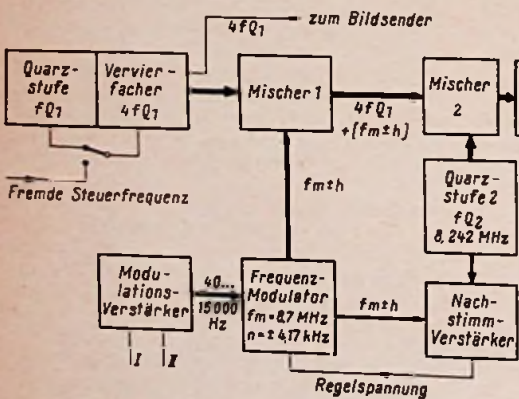 4fQ1
zum Bildsender
Quarz-
stufe
fQ1
Vervier-
facher
4fQ1
Mischer 1
4fQ1
+(fm±h)
Mischer
2
Fremde Steuerfrequenz
fm±h
Quarz-
stufe 2
fQ2
8,242 MHz
Modu-
lations-
Verstärker
40...
15000
Hz
Frequenz-
Modulator
fm=8,7 MHz
n=±4,17 kHz
fm±h
Nach-
stimm-
Verstärker
I II
Regelspannung